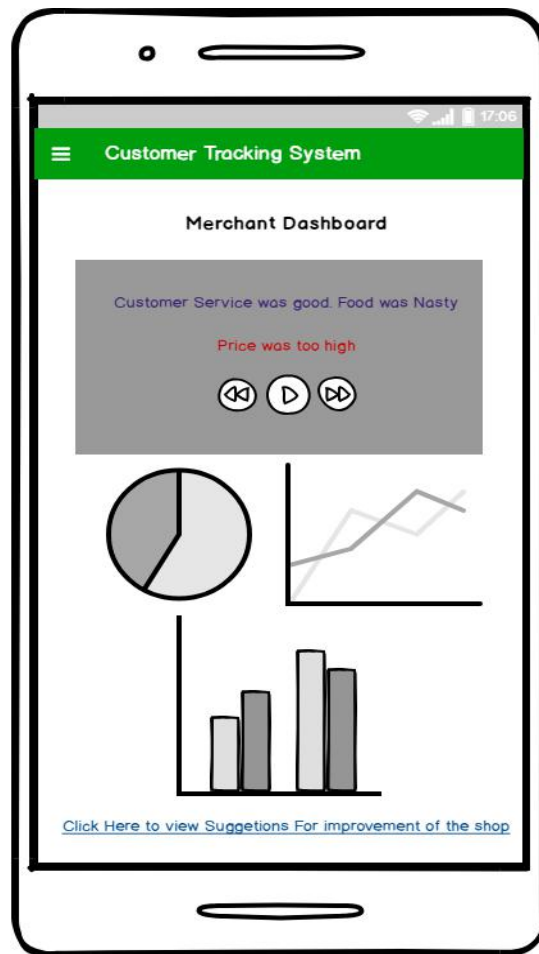 17:06
Customer Tracking System
Merchant Dashboard
Customer Service was good. Food was Nasty
Price was too high
Click Here to view Suggetions For improvement of the shop